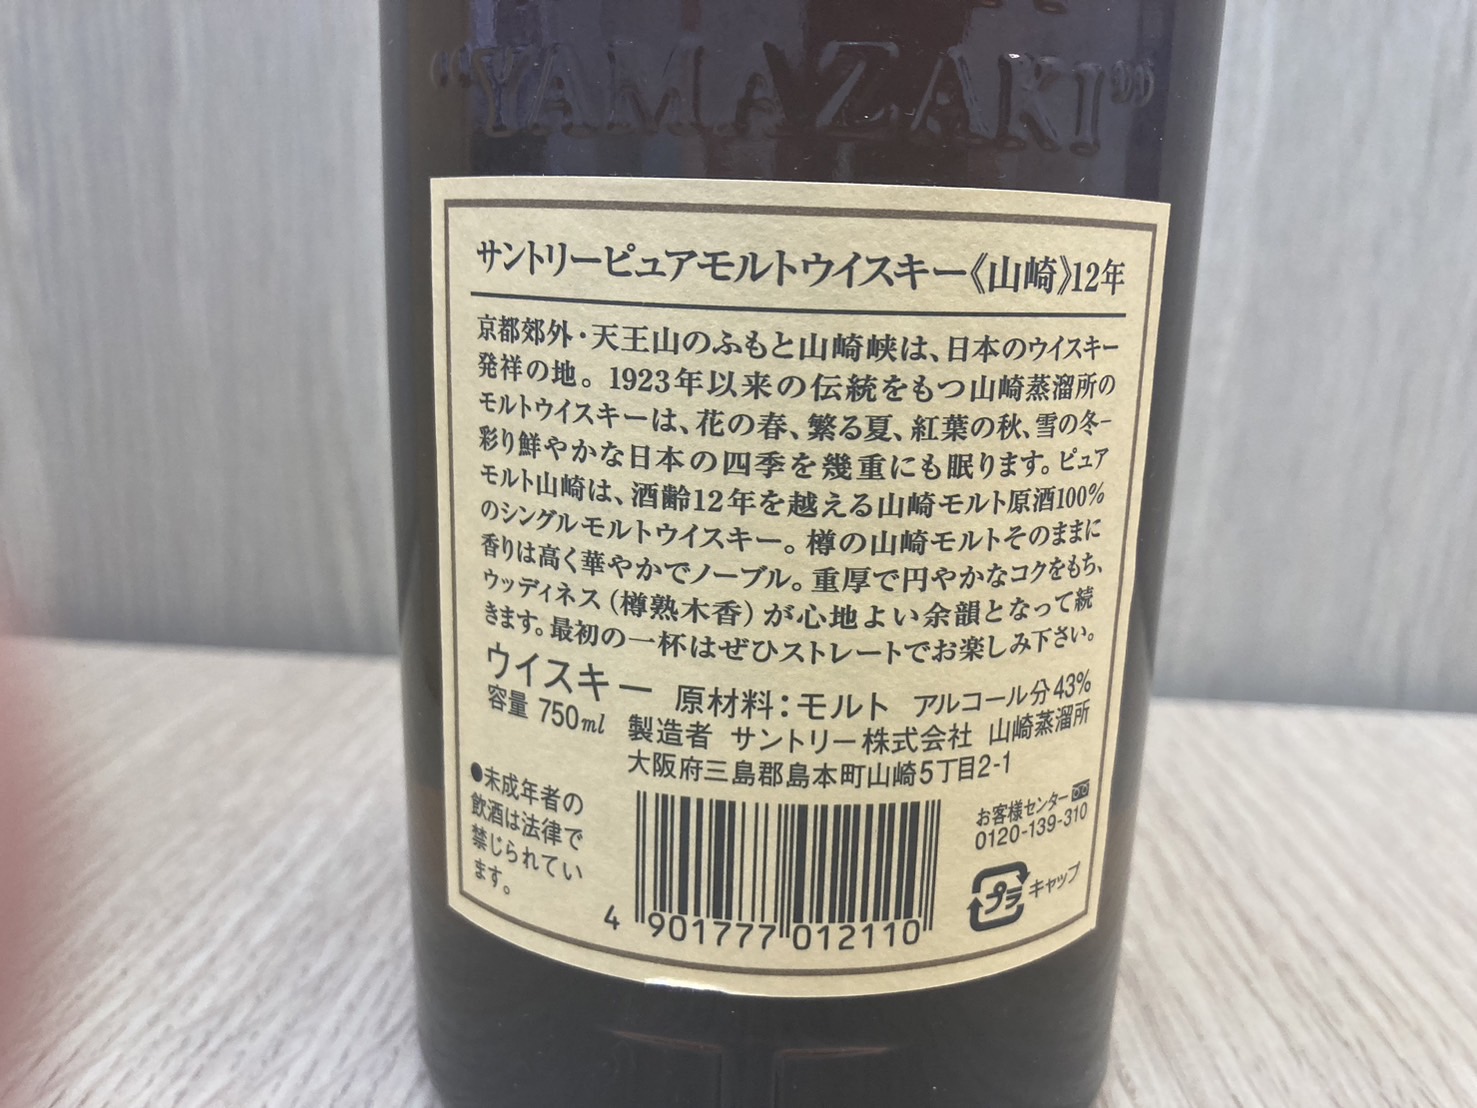 "YAMAZAKI"
サントリーピュアモルトウイスキー《山崎》12年
京都郊外・天王山のふもと山崎峡は、日本のウイスキー
発祥の地。1923年以来の伝統をもつ山崎蒸溜所の
モルトウイスキーは、花の春、繁る夏、紅葉の秋、雪の冬−
彩り鮮やかな日本の四季を幾重にも眠ります。ピュア
モルト山崎は、酒齢12年を越える山崎モルト原酒100%
のシングルモルトウイスキー。樽の山崎モルトそのままに
香りは高く華やかでノーブル。重厚で円やかなコクをもち、
ウッディネス（樽熟木香）が心地よい余韻となって続
きます。最初の一杯はぜひストレートでお楽しみ下さい。
ウイスキー 原材料：モルト アルコール分43%
容量 750ml 製造者 サントリー株式会社 山崎蒸溜所
大阪府三島郡島本町山崎5丁目2-1
●未成年者の
飲酒は法律で
禁じられてい
ます。
4 901777 012110
お客様センター
0120-139-310
プラ キャップ